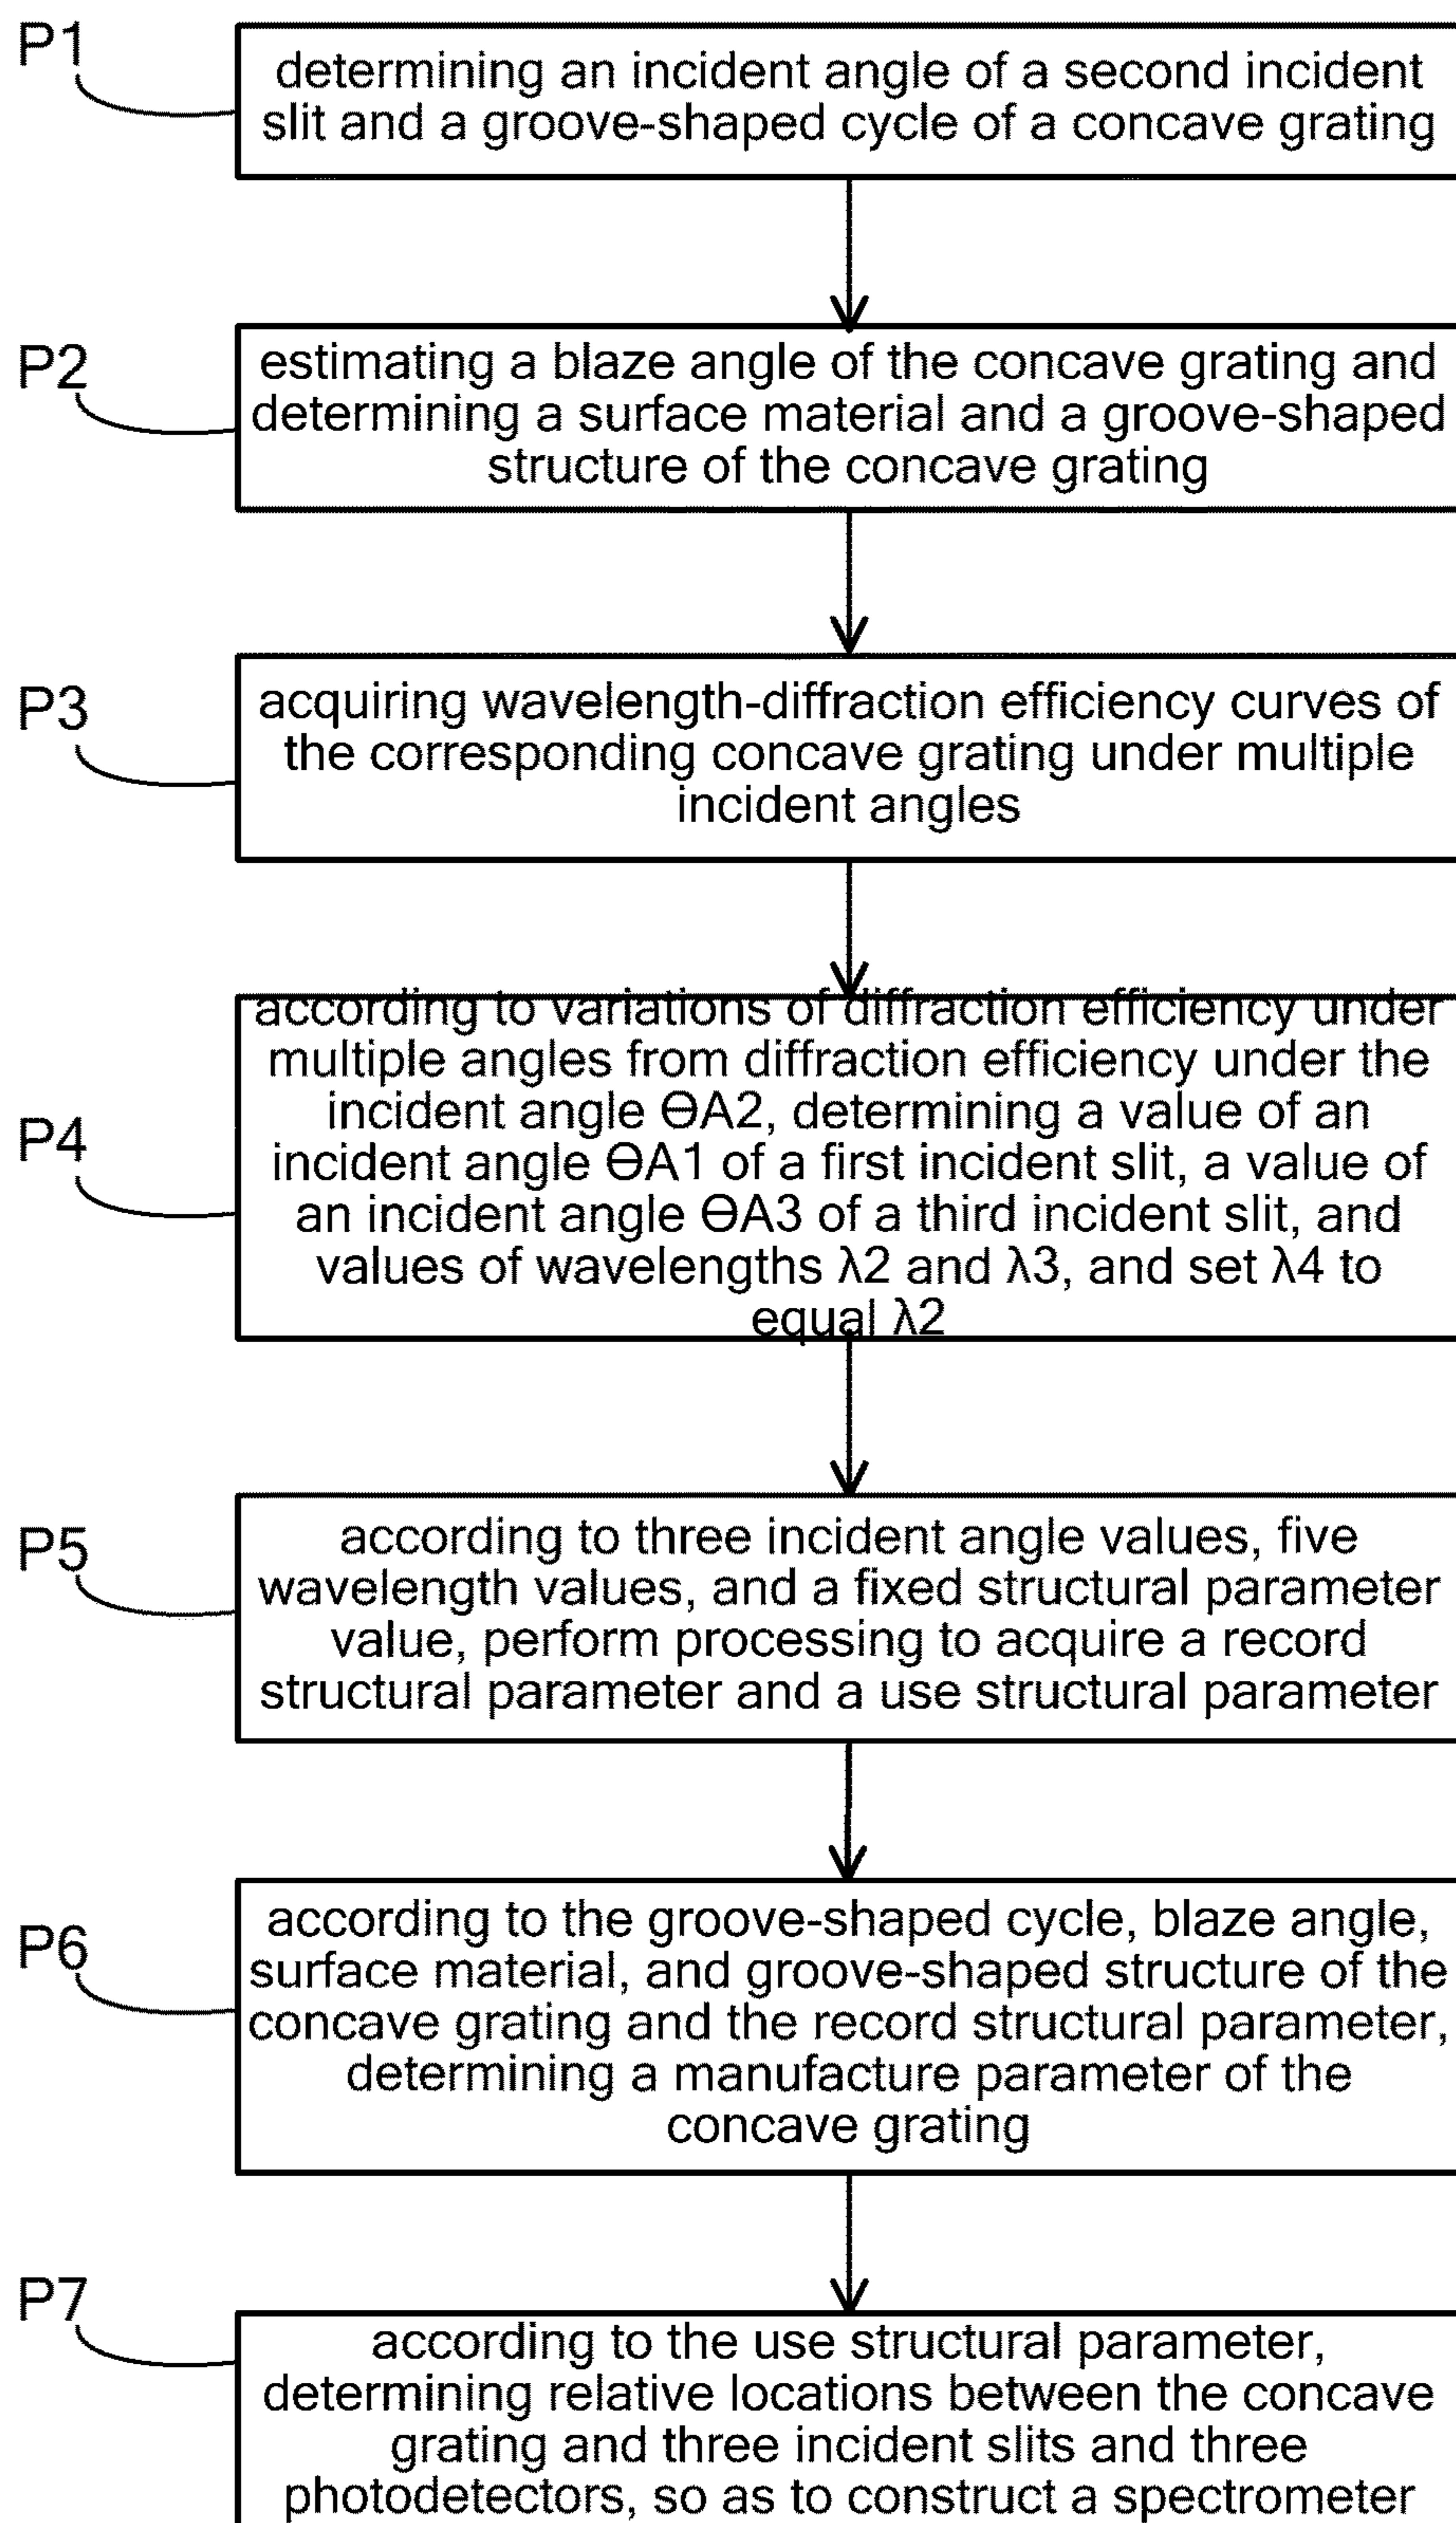 P1
determining an incident angle of a second incident
slit and a groove-shaped cycle of a concave grating
P2
estimating a blaze angle of the concave grating and
determining a surface material and a groove-shaped
structure of the concave grating
P3
acquiring wavelength-diffraction efficiency curves of
the corresponding concave grating under multiple
incident angles
P4
according to variations of diffraction efficiency under
multiple angles from diffraction efficiency under the
incident angle ӨA2, determining a value of an
incident angle ӨA1 of a first incident slit, a value of
an incident angle ӨA3 of a third incident slit, and
values of wavelengths λ2 and λ3, and set λ4 to
equal λ2
P5
according to three incident angle values, five
wavelength values, and a fixed structural parameter
value, perform processing to acquire a record
structural parameter and a use structural parameter
P6
according to the groove-shaped cycle, blaze angle,
surface material, and groove-shaped structure of the
concave grating and the record structural parameter,
determining a manufacture parameter of the
concave grating
P7
according to the use structural parameter,
determining relative locations between the concave
grating and three incident slits and three
photodetectors, so as to construct a spectrometer